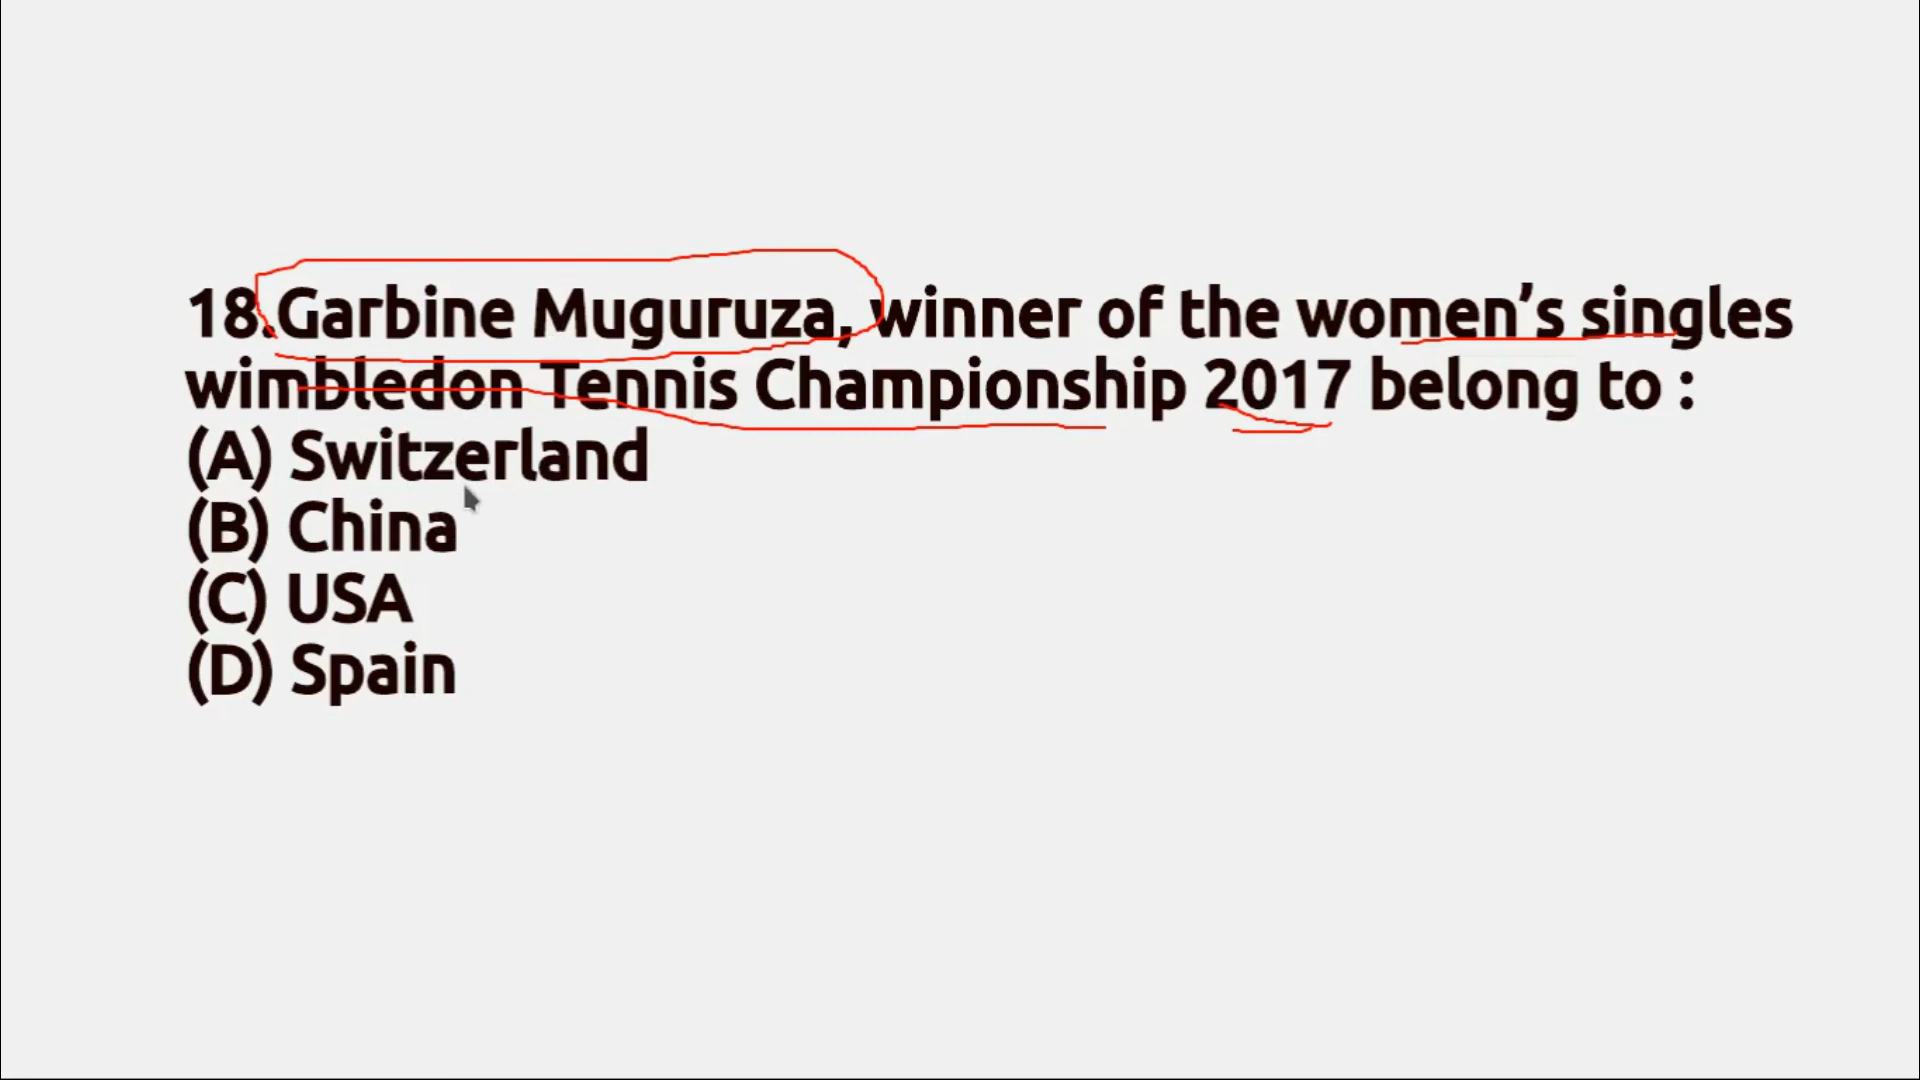 18.Garbine Muguruza, winner of the women’s singles
wimbledon Tennis Championship 2017 belong to :
(A) Switzerland
(B) China
(C) USA
(D) Spain